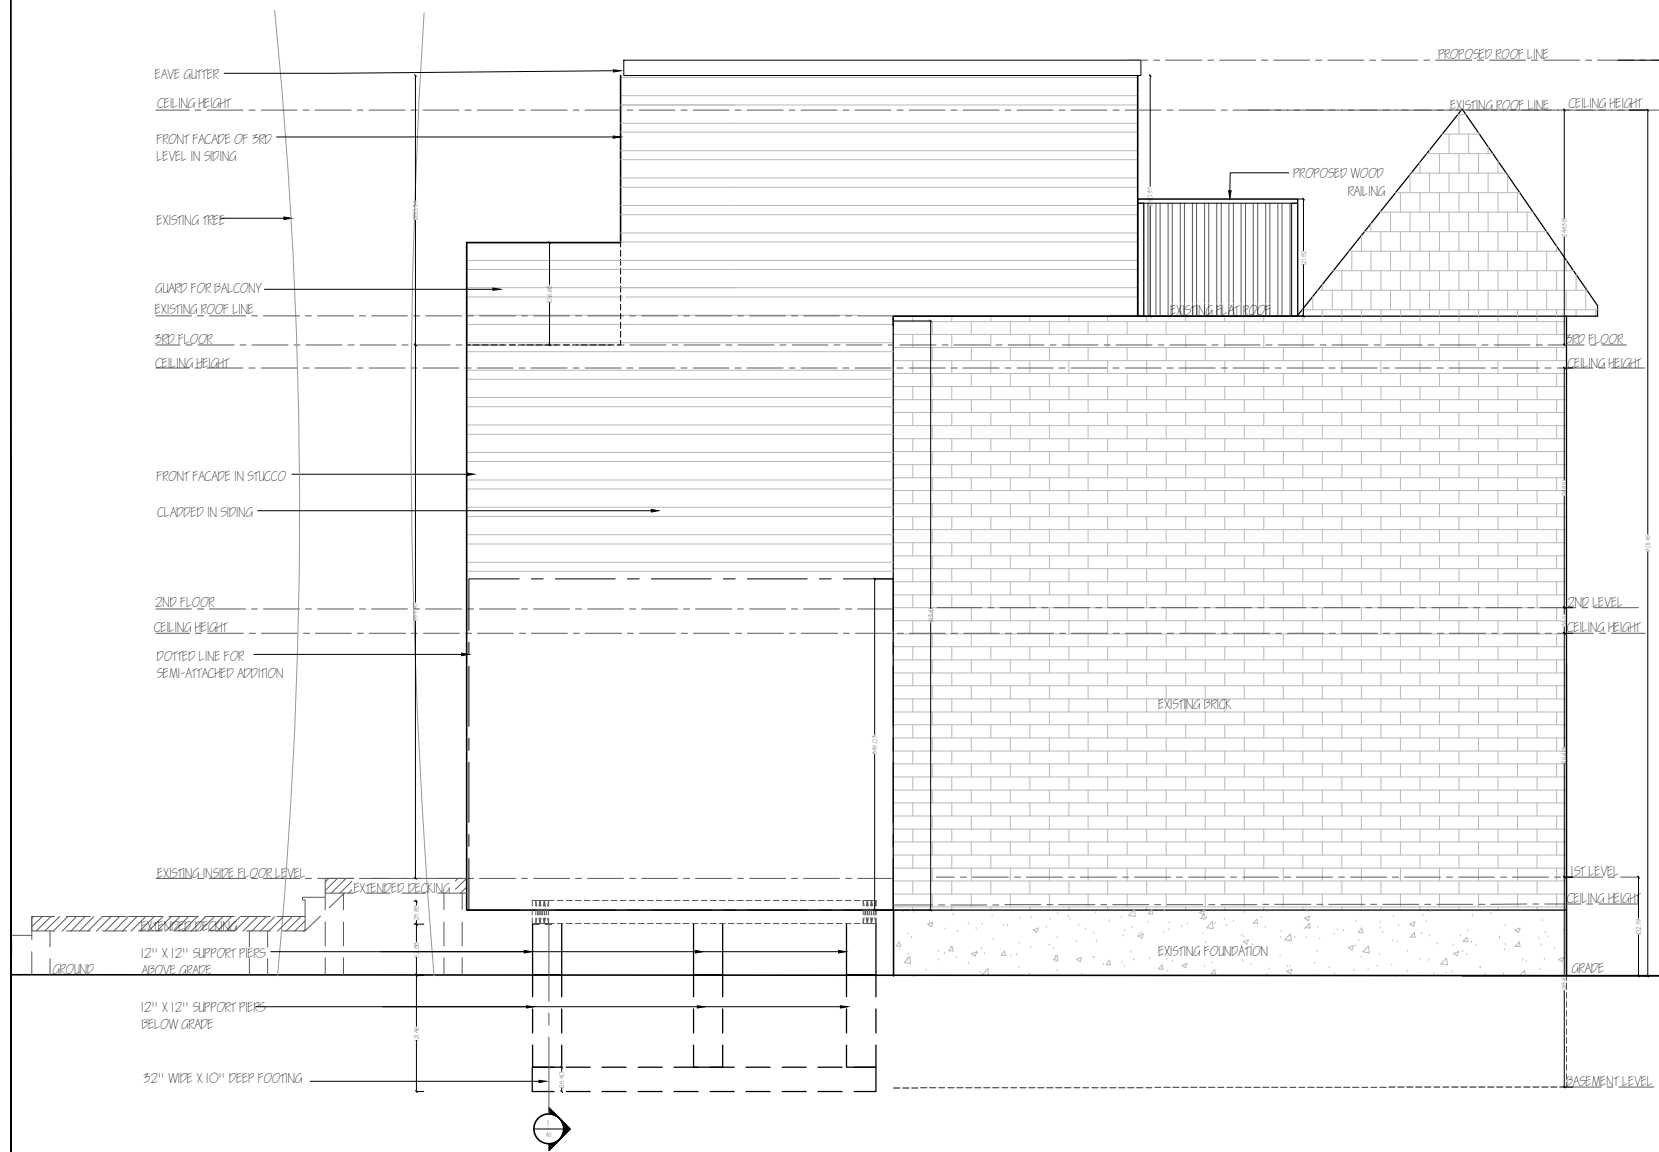 PROPOSED ROOF LINE
EAVE GUTTER
CEILING HEIGHT
EXISTING ROOF LINE
CEILING HEIGHT
FRONT FACADE OF 3RD
LEVEL IN SIDING
PROPOSED WOOD
RAILING
EXISTING TREE
GUARD FOR BALCONY
EXISTING ROOF LINE
EXISTING FLAT ROOF
3RD FLOOR
3RD FLOOR
CEILING HEIGHT
CEILING HEIGHT
FRONT FACADE IN STUCCO
CLADDED IN SIDING
2ND FLOOR
2ND LEVEL
CEILING HEIGHT
CEILING HEIGHT
DOTTED LINE FOR
SEMI-ATTACHED ADDITION
EXISTING BRICK
EXISTING INSIDE FLOOR LEVEL
1ST LEVEL
EXTENDED DECKING
CEILING HEIGHT
EXTENDED DECKING
12" X 12" SUPPORT PIERS
ABOVE GRADE
EXISTING FOUNDATION
GROUND
GRADE
12" X 12" SUPPORT PIERS
BELOW GRADE
32" WIDE X 10" DEEP FOOTING
BASEMENT LEVEL